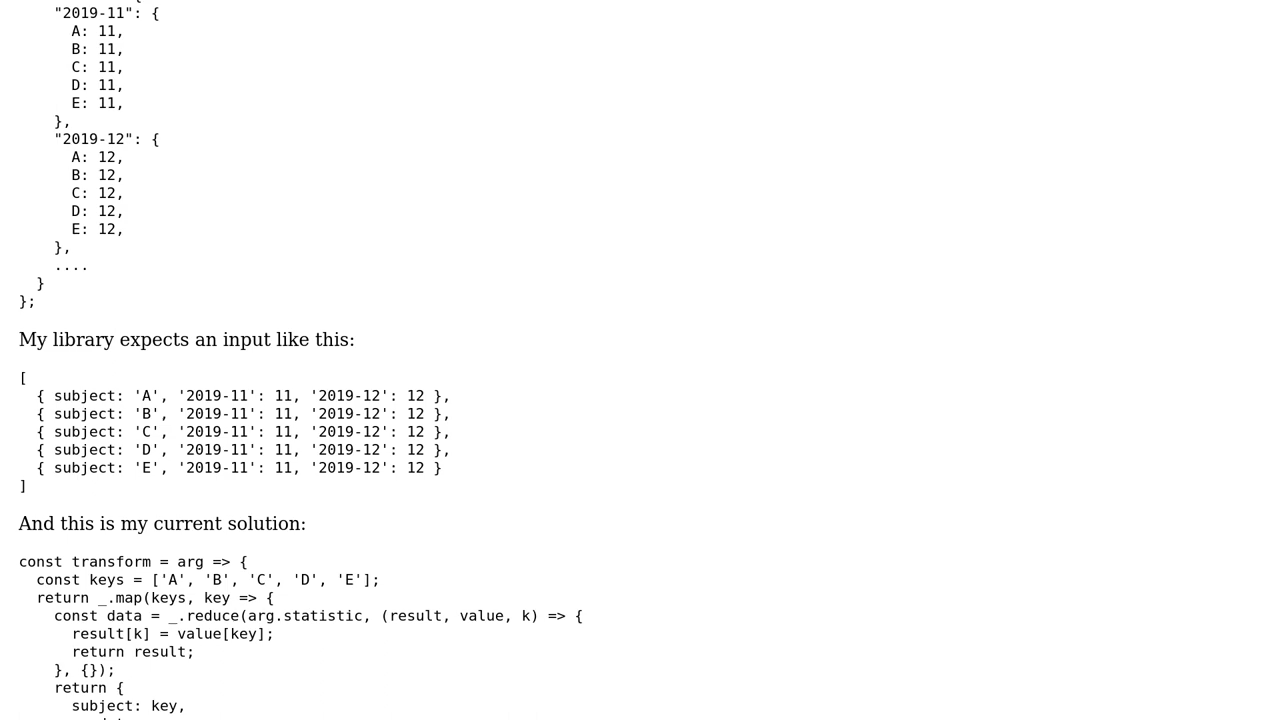 "2019-11": {
A: 11,
B: 11,
C: 11,
D: 11,
E: 11,
},
"2019-12": {
A: 12,
B: 12,
C: 12,
D: 12,
E: 12,
},
....
}
};
My library expects an input like this:
[
{ subject: 'A', '2019-11': 11, '2019-12': 12 },
{ subject: 'B', '2019-11': 11, '2019-12': 12 },
{ subject: 'C', '2019-11': 11, '2019-12': 12 },
{ subject: 'D', '2019-11': 11, '2019-12': 12 },
{ subject: 'E', '2019-11': 11, '2019-12': 12 }
]
And this is my current solution:
const transform = arg => {
const keys = ['A', 'B', 'C', 'D', 'E'];
return _.map(keys, key => {
const data = _.reduce(arg.statistic, (result, value, k) => {
result[k] = value[key];
return result;
}, {});
return {
subject: key,